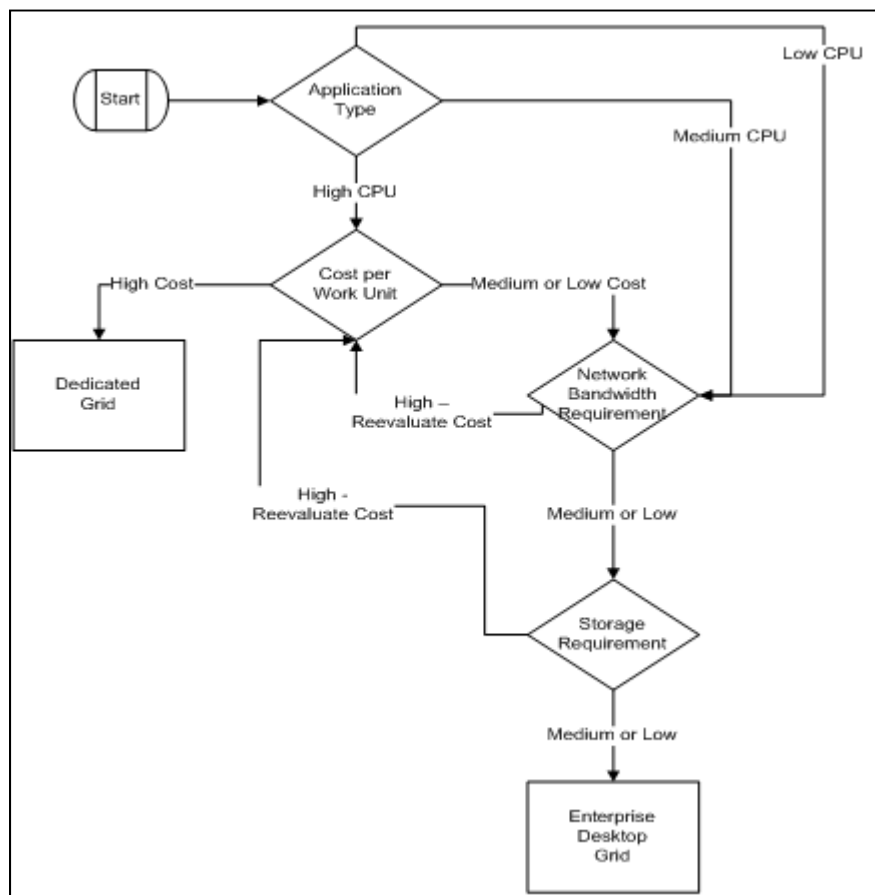 Low CPU
Start
Application
Type
Medium CPU
High CPU
High Cost
Cost per
Work Unit
Medium or Low Cost
Dedicated
Grid
Network
Bandwidth
Requirement
High –
Reevaluate Cost
High -
Reevaluate Cost
Medium or Low
Storage
Requirement
Medium or Low
Enterprise
Desktop
Grid